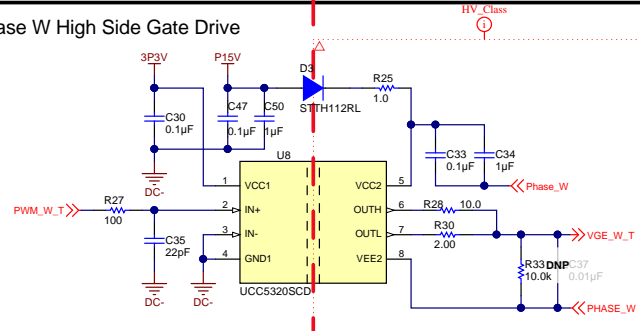 HV_Class
i
ase W High Side Gate Drive
3P3V
P15V
D3
STTH112RL
R25
1.0
C30
0.1µF
C47
0.1µF
C50
1µF
C33
0.1µF
C34
1µF
DC-
U8
1 VCC1
2 IN+
3 IN-
4 GND1
VCC2 5
OUTH 6
OUTL 7
VEE2 8
UCC5320SCD
Phase_W
PWM_W_T
R27
100
C35
22pF
DC-
DC-
R28 10.0
R30
2.00
VGE_W_T
R33
10.0k
DNP
C37
0.01µF
PHASE_W